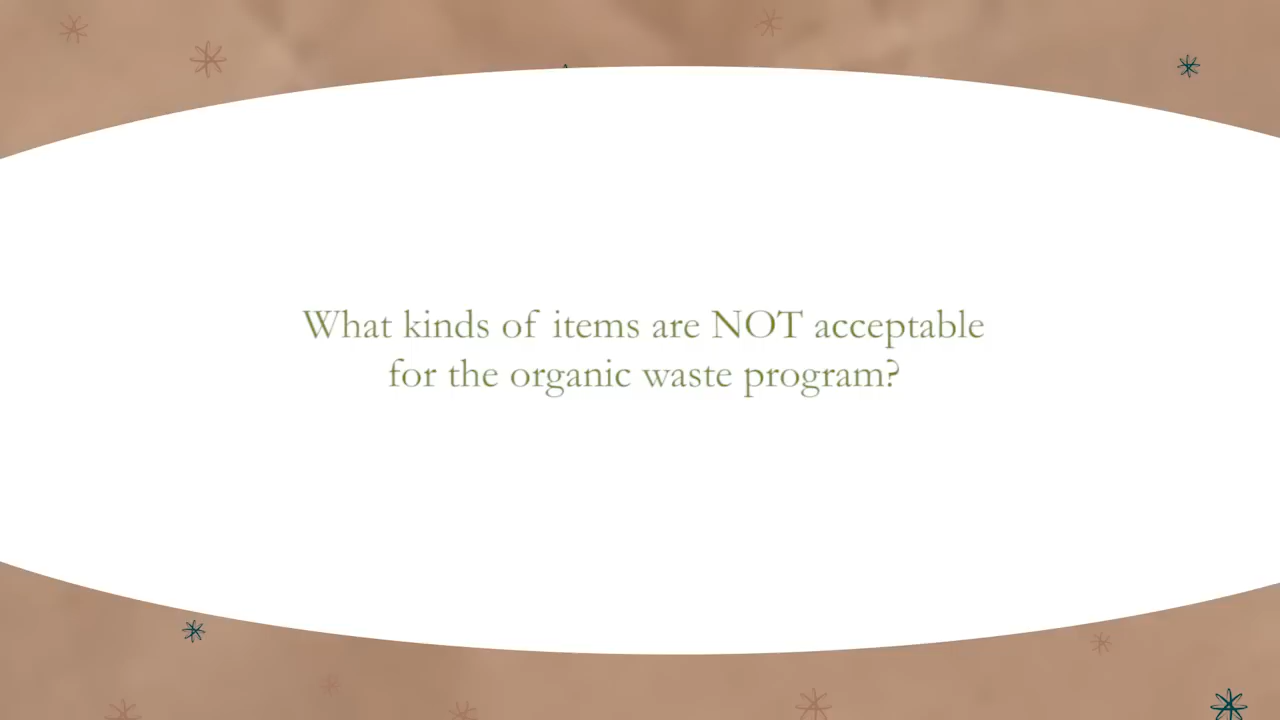 What kinds of items are NOT acceptable
for the organic waste program?